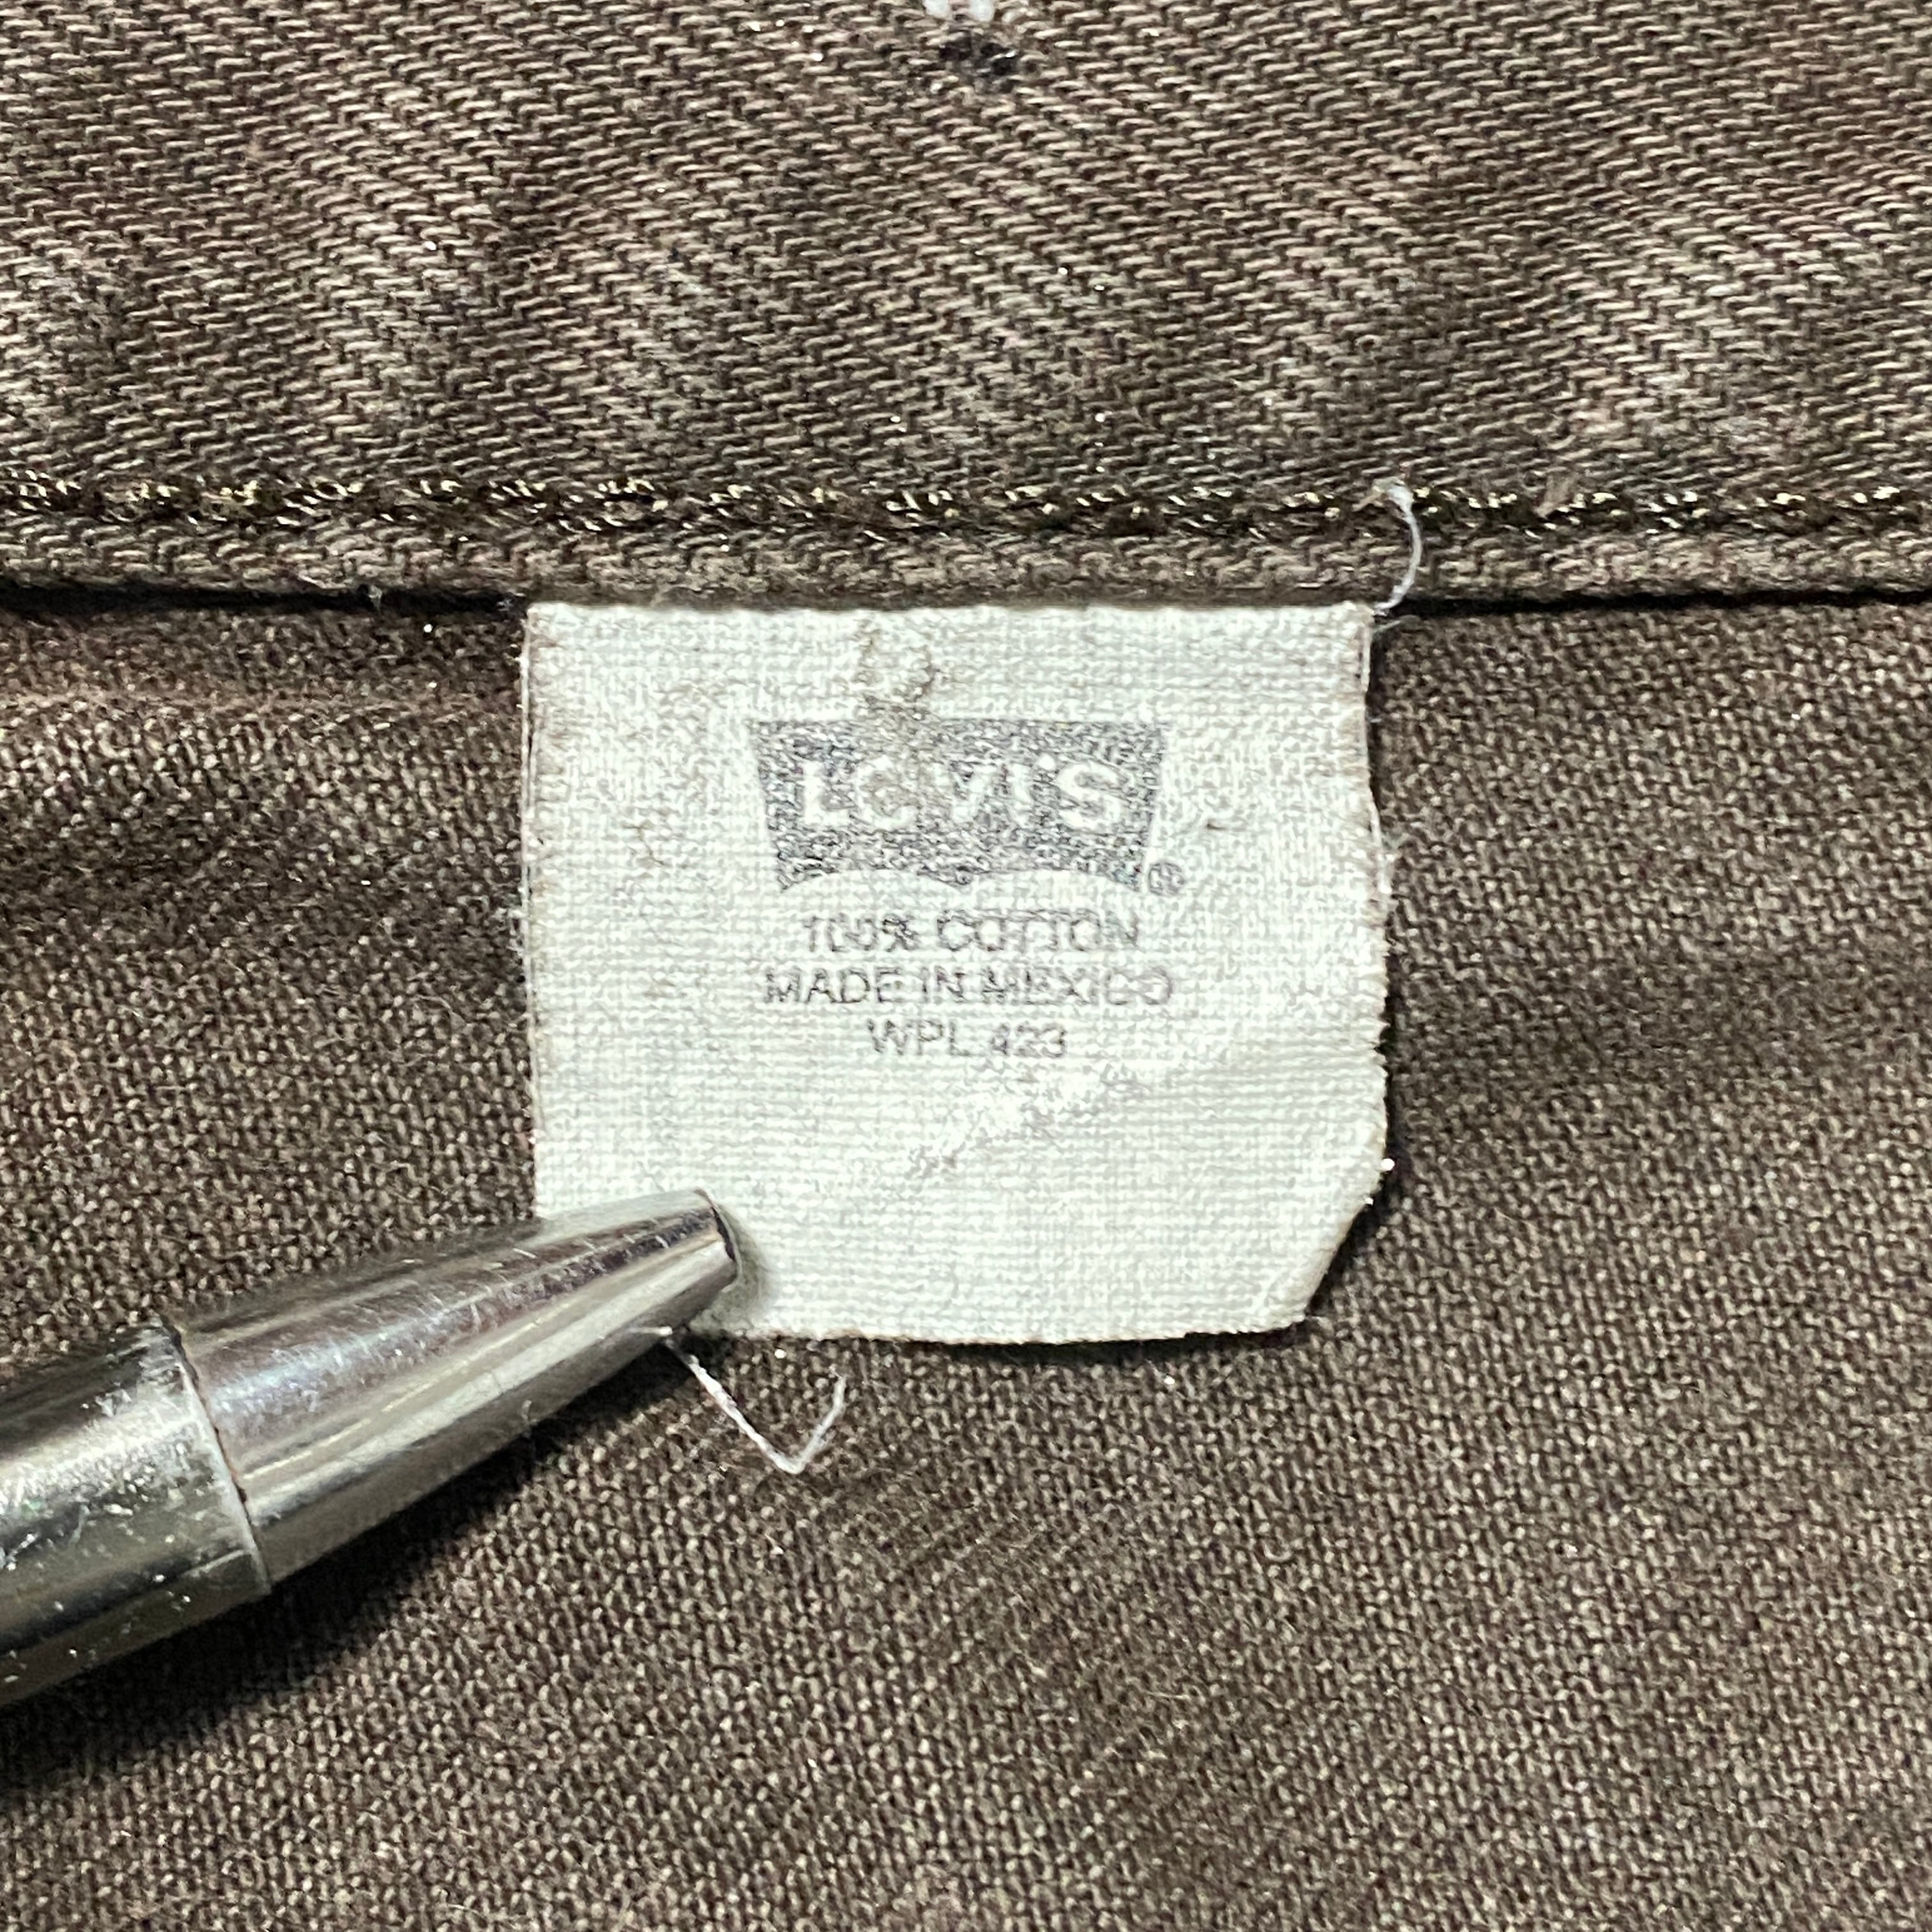 LEVI'S
®
100% COTTON
MADE IN MEXICO
WPL 423